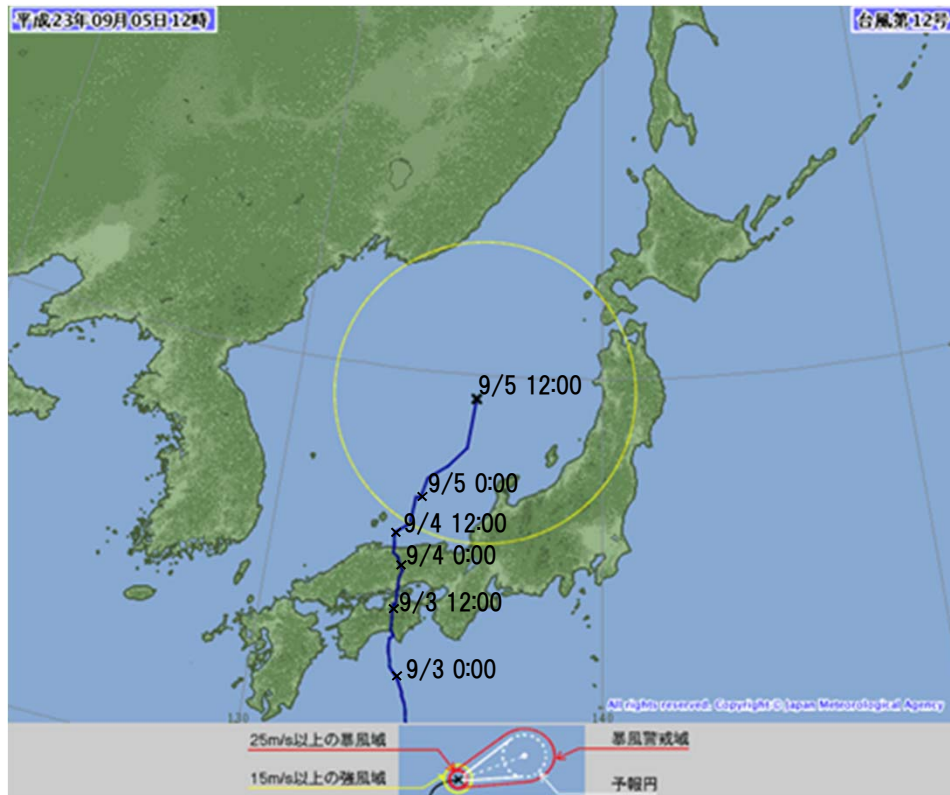 平成23年09月05日12時
台風第12号
9/5 12:00
9/5 0:00
9/4 12:00
9/4 0:00
9/3 12:00
9/3 0:00
All rights reserved. Copyright © Japan Meteorological Agency
130
140
25m/s以上の暴風域
暴風警戒域
15m/s以上の強風域
予報円